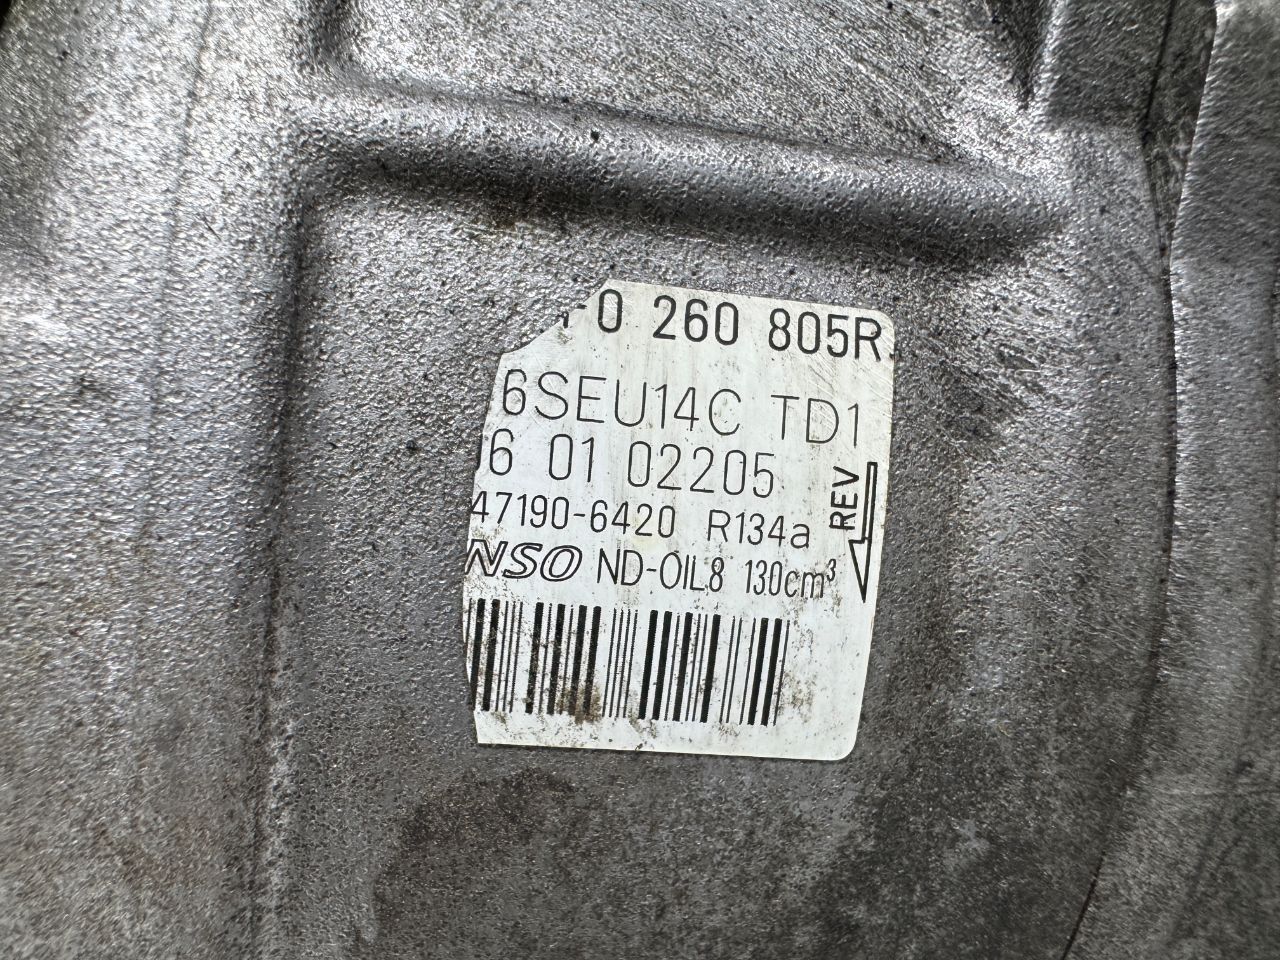 0 260 805R
6SEU14C TD1
6 01 02205
REV
47190-6420 R134a
NSO ND-OIL8 130cm³